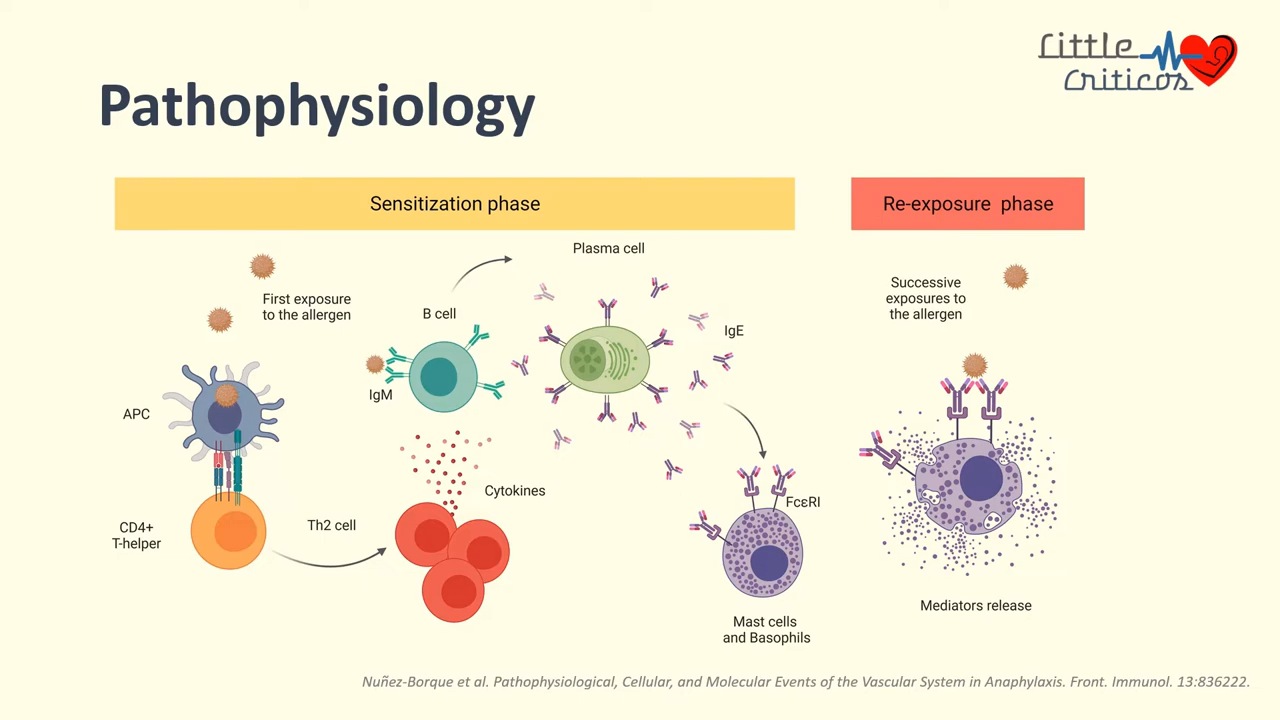 Little
Criticos
Pathophysiology
Sensitization phase
Re-exposure phase
First exposure
to the allergen
APC
CD4+
T-helper
Th2 cell
B cell
IgM
Cytokines
Plasma cell
IgE
FcεRI
Mast cells
and Basophils
Successive
exposures to
the allergen
Mediators release
Nuñez-Borque et al. Pathophysiological, Cellular, and Molecular Events of the Vascular System in Anaphylaxis. Front. Immunol. 13:836222.